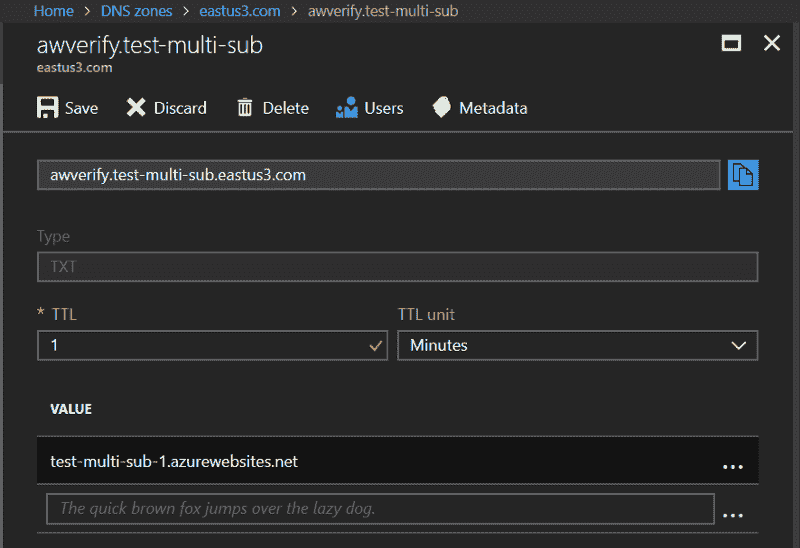 Home > DNS zones > eastus3.com > awverify.test-multi-sub
awverify.test-multi-sub
eastus3.com
Save Discard Delete Users Metadata
awverify.test-multi-sub.eastus3.com
Type
TXT
* TTL TTL unit
1 Minutes
VALUE
test-multi-sub-1.azurewebsites.net ...
The quick brown fox jumps over the lazy dog. ...